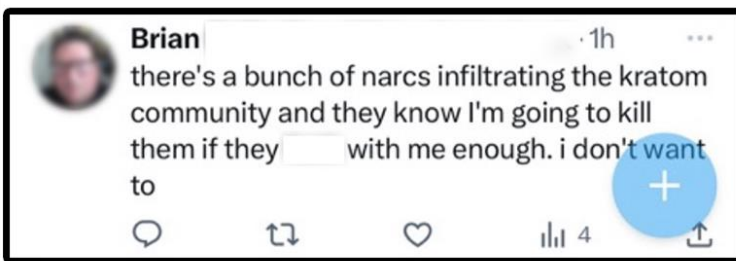 Brian · 1h
there's a bunch of narcs infiltrating the kratom
community and they know I'm going to kill
them if they with me enough. i don't want
to
4